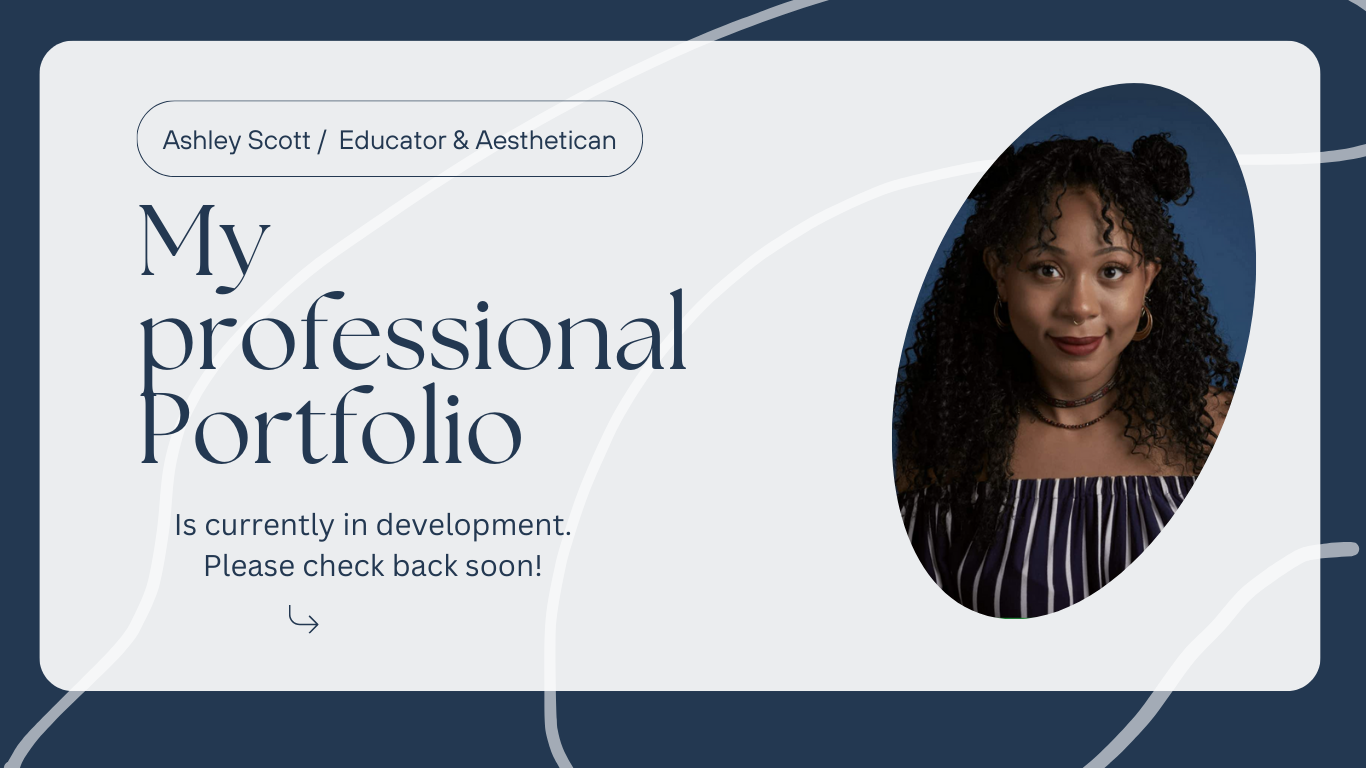 Ashley Scott /  Educator & Aesthetican
My
professional
Portfolio
Is currently in development.
Please check back soon!